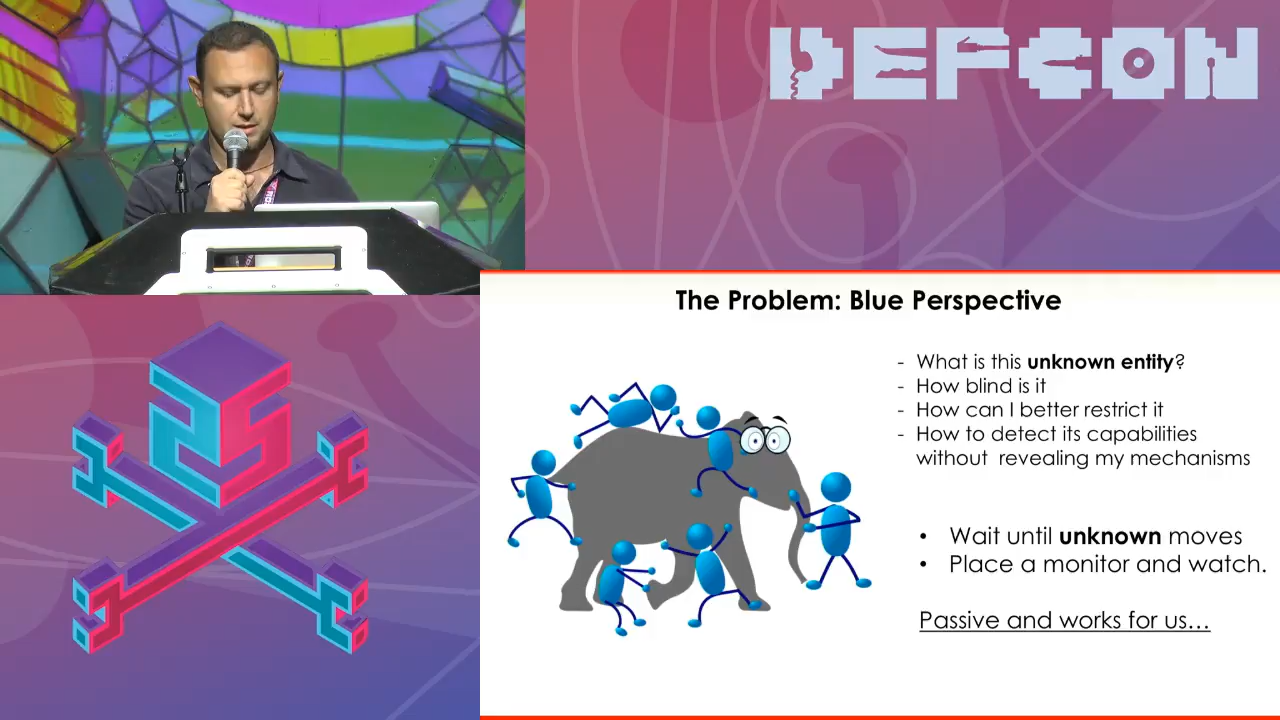 DEFCON
The Problem: Blue Perspective
- What is this unknown entity?
- How blind is it
- How can I better restrict it
- How to detect its capabilities
without revealing my mechanisms
• Wait until unknown moves
• Place a monitor and watch.
Passive and works for us...